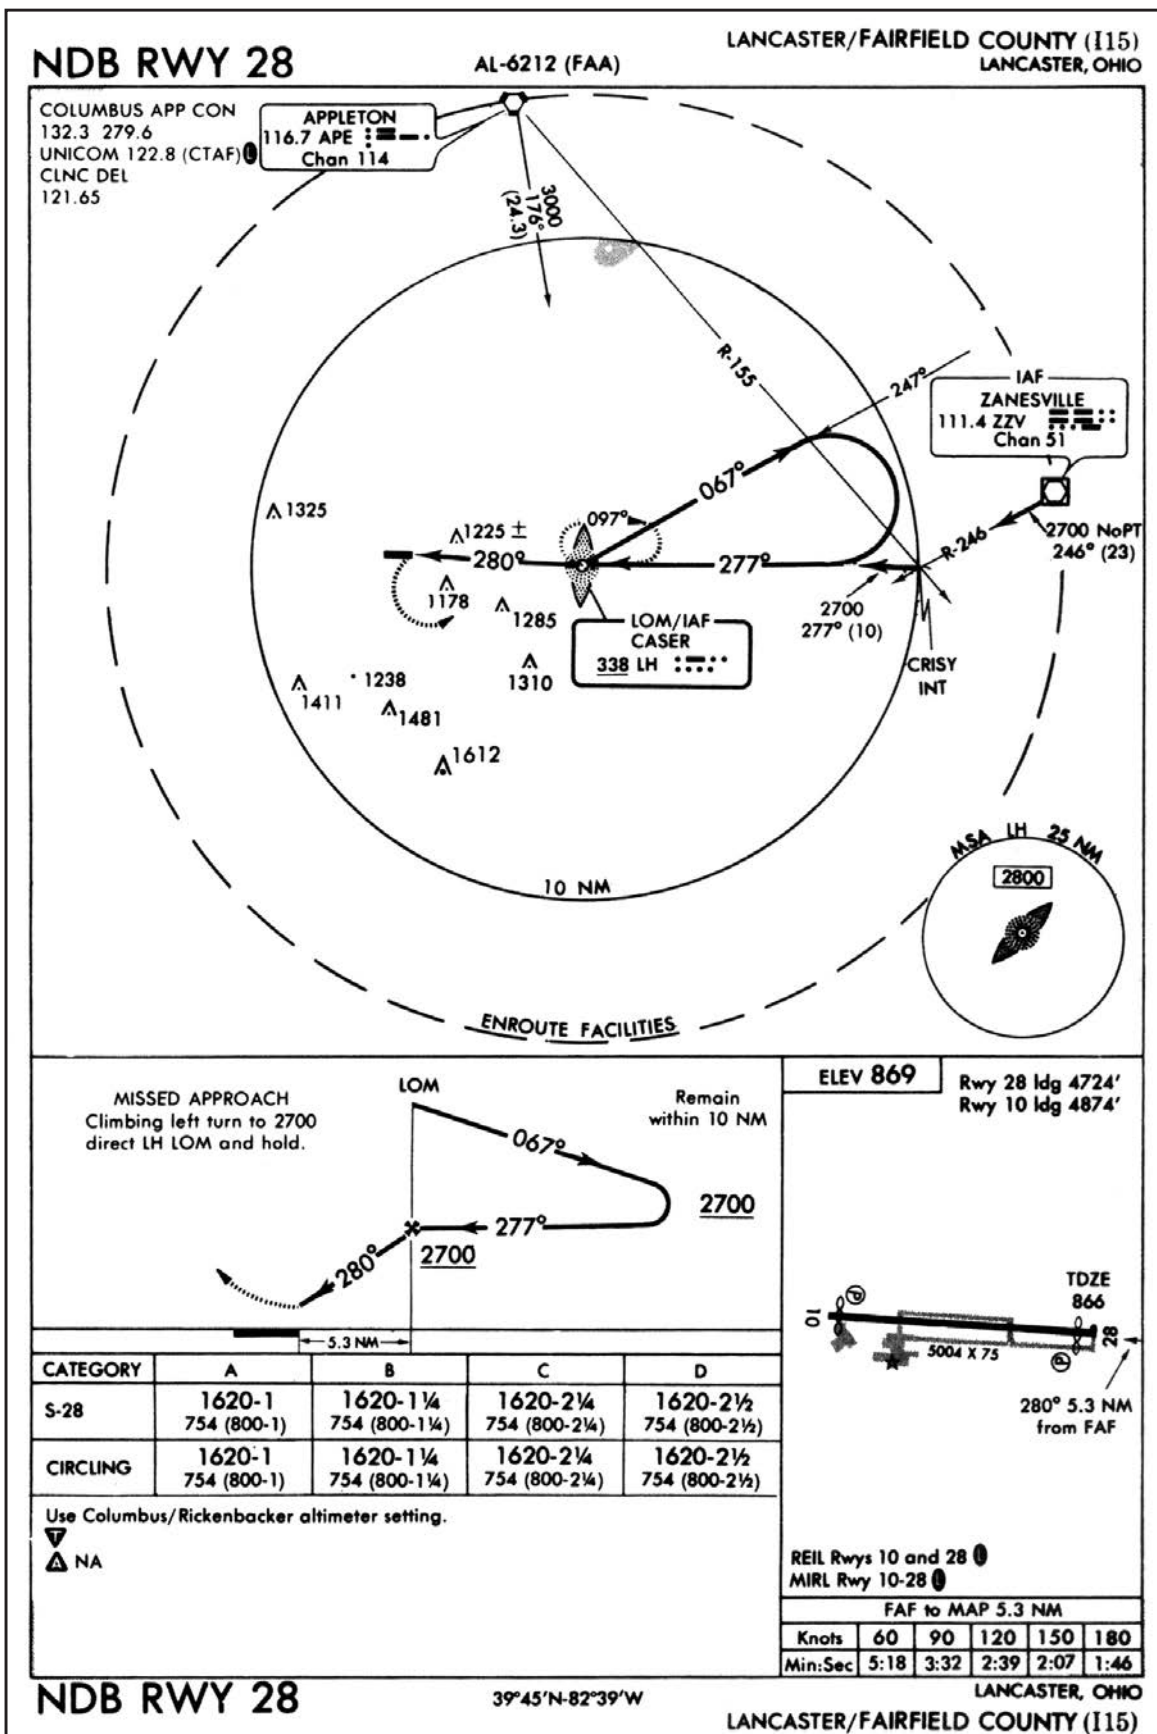 NDB RWY 28
AL-6212 (FAA)
LANCASTER/FAIRFIELD COUNTY (I15)
LANCASTER, OHIO
COLUMBUS APP CON
132.3 279.6
UNICOM 122.8 (CTAF) L
CLNC DEL
121.65
APPLETON
116.7 APE
Chan 114
3000
176°
(24.3)
R-155
247°
IAF
ZANESVILLE
111.4 ZZV
Chan 51
R-246
2700 NoPT
246° (23)
067°
097°
277°
280°
2700
277° (10)
CRISY
INT
LOM/IAF
CASER
338 LH
1325
1225 ±
1178
1285
1310
1238
1411
1481
1612
10 NM
ENROUTE FACILITIES
MSA LH 25 NM
2800
MISSED APPROACH
Climbing left turn to 2700
direct LH LOM and hold.
LOM
Remain
within 10 NM
067°
2700
277°
2700
280°
5.3 NM
ELEV 869
Rwy 28 ldg 4724'
Rwy 10 ldg 4874'
TDZE
866
10
P
28
5004 X 75
P
280° 5.3 NM
from FAF
CATEGORY A B C D
S-28 1620-1 1620-1¼ 1620-2¼ 1620-2½
754 (800-1) 754 (800-1¼) 754 (800-2¼) 754 (800-2½)
CIRCLING 1620-1 1620-1¼ 1620-2¼ 1620-2½
754 (800-1) 754 (800-1¼) 754 (800-2¼) 754 (800-2½)
Use Columbus/Rickenbacker altimeter setting.
T
A NA
REIL Rwys 10 and 28 L
MIRL Rwy 10-28 L
FAF to MAP 5.3 NM
Knots 60 90 120 150 180
Min:Sec 5:18 3:32 2:39 2:07 1:46
NDB RWY 28
39°45'N-82°39'W
LANCASTER, OHIO
LANCASTER/FAIRFIELD COUNTY (I15)